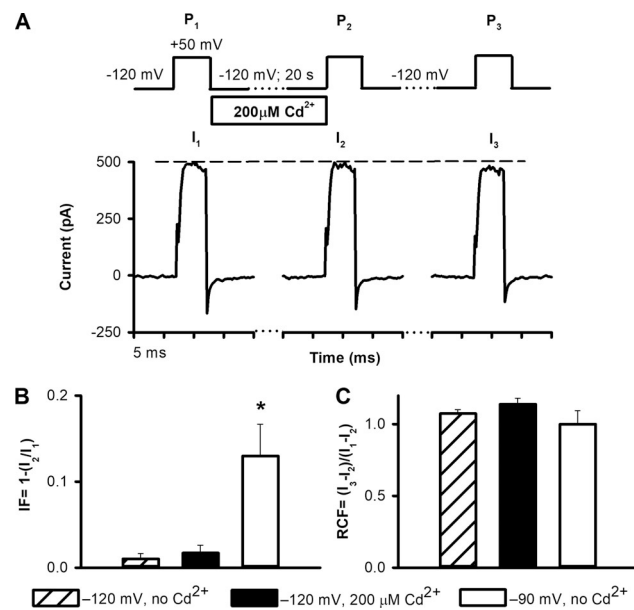 A
P₁ P₂ P₃
+50 mV
-120 mV -120 mV; 20 s -120 mV
200μM Cd²⁺
I₁ I₂ I₃
500
250
0
-250
Current (pA)
5 ms
Time (ms)
B
0.2
0.1
0.0
IF= 1-(I₂/I₁)
*
C
1.0
0.5
0.0
RCF= (I₃-I₂)/(I₁-I₂)
–120 mV, no Cd²⁺ –120 mV, 200 μM Cd²⁺ –90 mV, no Cd²⁺